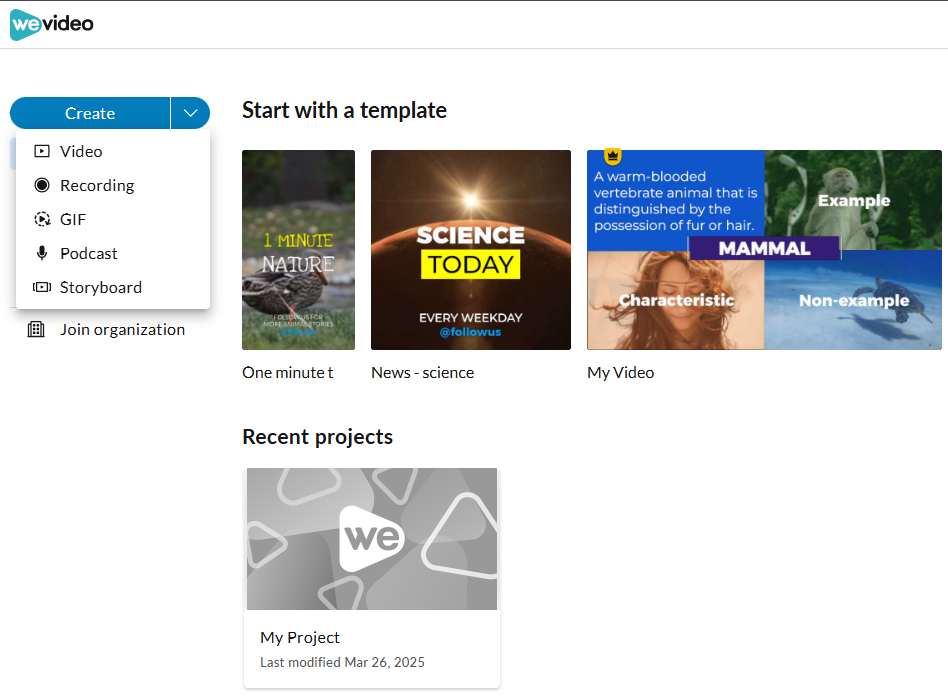 wevideo
Create
Video
Recording
GIF
Podcast
Storyboard
Join organization
Start with a template
1 MINUTE
NATURE
FOLLOW US FOR
MORE ANIMAL STORIES
One minute t
SCIENCE
TODAY
EVERY WEEKDAY
@followus
News - science
A warm-blooded
vertebrate animal that is
distinguished by the
possession of fur or hair.
Example
MAMMAL
Characteristic
Non-example
My Video
Recent projects
we
My Project
Last modified Mar 26, 2025